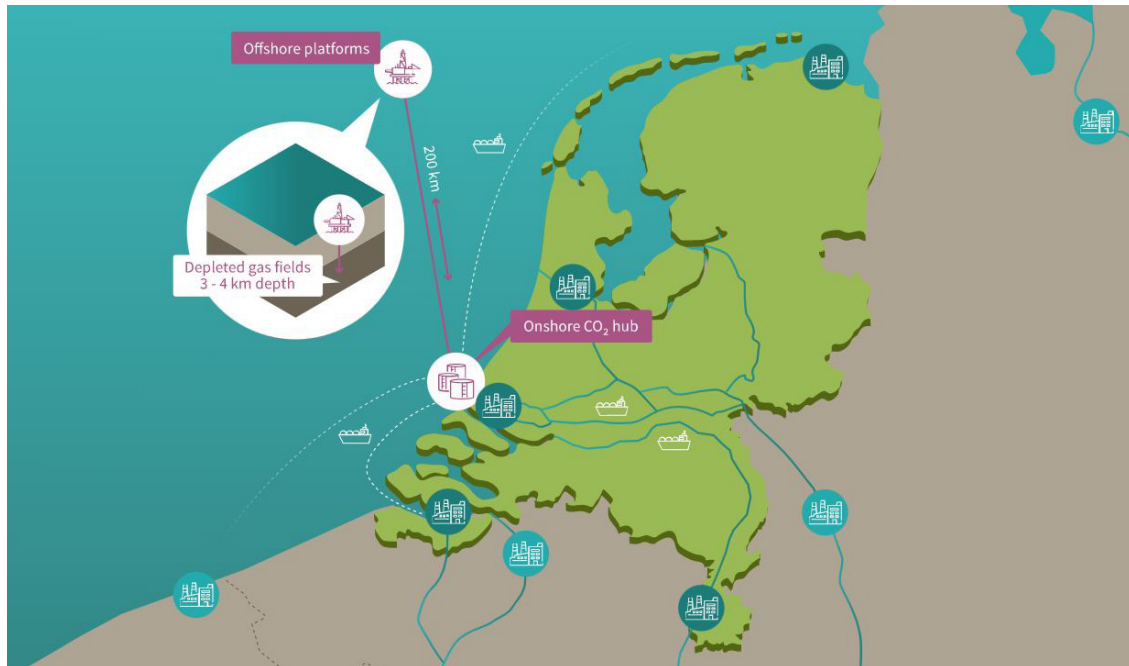 Offshore platforms
200 km
Depleted gas fields
3 - 4 km depth
Onshore CO₂ hub